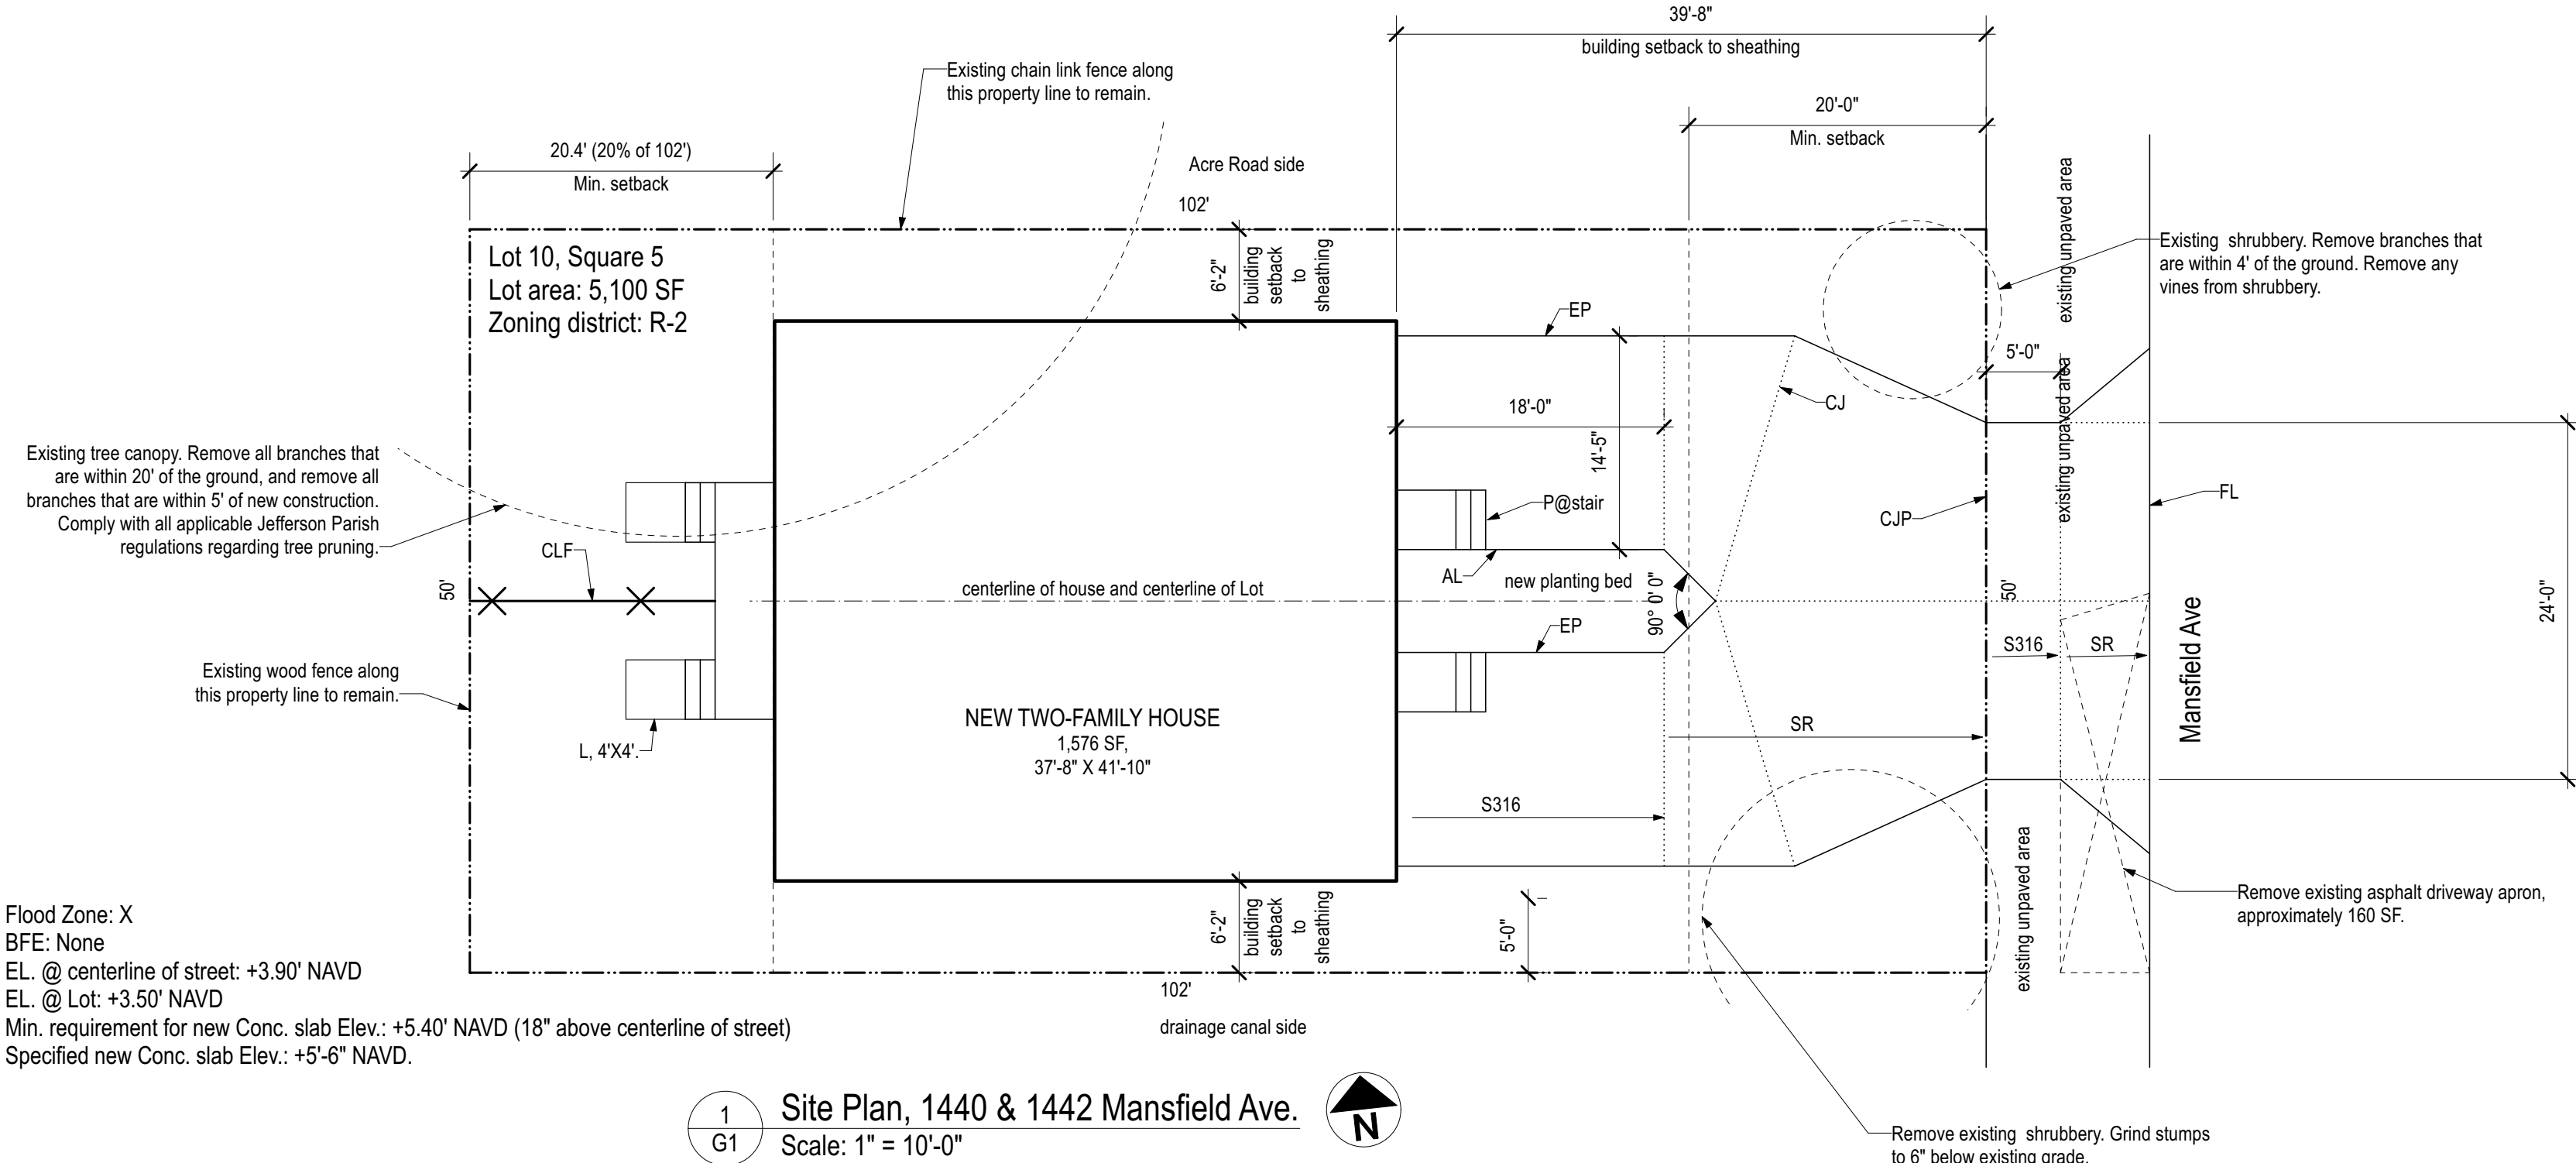 39'-8"
building setback to sheathing
Existing chain link fence along
this property line to remain.
20'-0"
Min. setback
20.4' (20% of 102')
Min. setback
Acre Road side
102'
existing unpaved area
Lot 10, Square 5
Lot area: 5,100 SF
Zoning district: R-2
6'-2"
building
setback
to
sheathing
Existing  shrubbery. Remove branches that
are within 4' of the ground. Remove any
vines from shrubbery.
EP
5'-0"
existing unpaved area
18'-0"
14'-5"
CJ
Existing tree canopy. Remove all branches that
are within 20' of the ground, and remove all
branches that are within 5' of new construction.
Comply with all applicable Jefferson Parish
regulations regarding tree pruning.
CLF
P@stair
CJP
FL
AL
new planting bed
50'
centerline of house and centerline of Lot
90° 0' 0"
50'
24'-0"
EP
S316
SR
Mansfield Ave
Existing wood fence along
this property line to remain.
NEW TWO-FAMILY HOUSE
1,576 SF,
37'-8" X 41'-10"
SR
L, 4'X4'.
S316
existing unpaved area
6'-2"
building
setback
to
sheathing
5'-0"
Remove existing asphalt driveway apron,
approximately 160 SF.
Flood Zone: X
BFE: None
EL. @ centerline of street: +3.90' NAVD
EL. @ Lot: +3.50' NAVD
Min. requirement for new Conc. slab Elev.: +5.40' NAVD (18" above centerline of street)
Specified new Conc. slab Elev.: +5'-6" NAVD.
102'
drainage canal side
1
G1
Site Plan, 1440 & 1442 Mansfield Ave.
Scale: 1" = 10'-0"
N
Remove existing  shrubbery. Grind stumps
to 6" below existing grade.